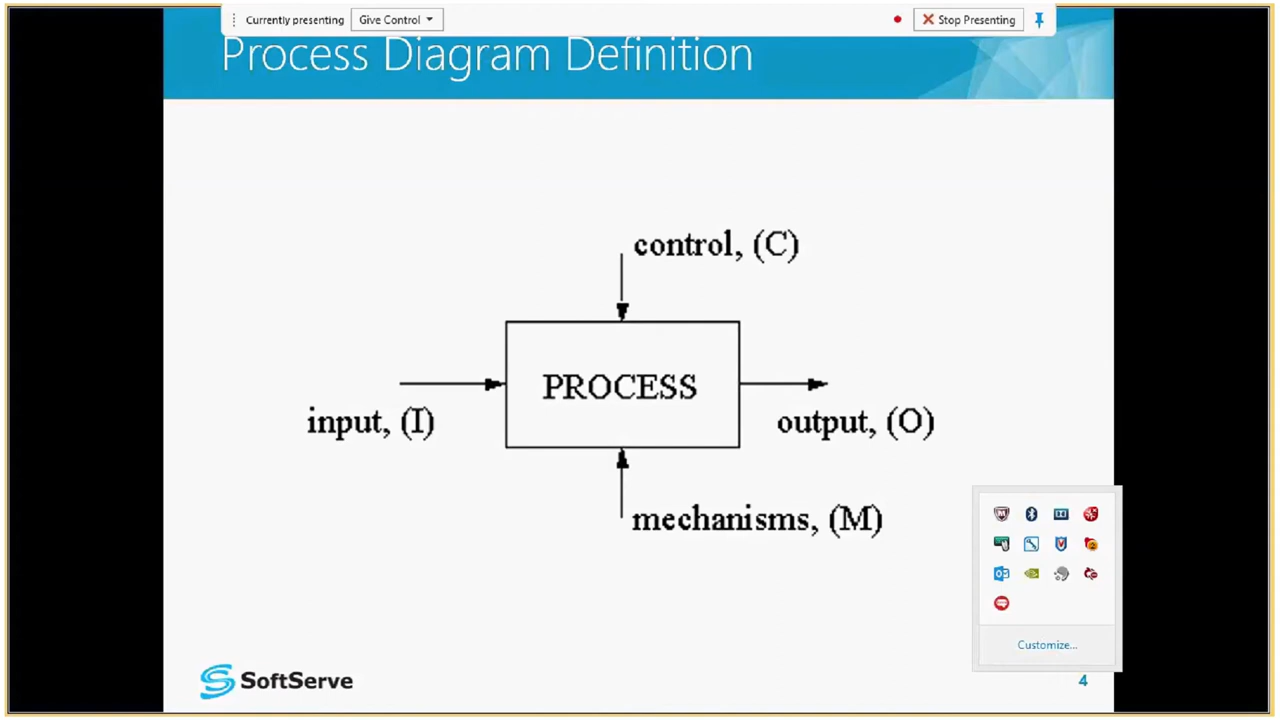 Currently presenting
Give Control
Stop Presenting
Process Diagram Definition
control, (C)
PROCESS
input, (I)
output, (O)
mechanisms, (M)
Customize...
SoftServe
4